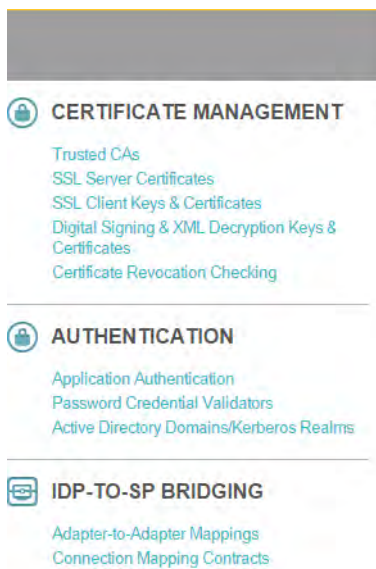 CERTIFICATE MANAGEMENT
Trusted CAs
SSL Server Certificates
SSL Client Keys & Certificates
Digital Signing & XML Decryption Keys &
Certificates
Certificate Revocation Checking
AUTHENTICATION
Application Authentication
Password Credential Validators
Active Directory Domains/Kerberos Realms
IDP-TO-SP BRIDGING
Adapter-to-Adapter Mappings
Connection Mapping Contracts